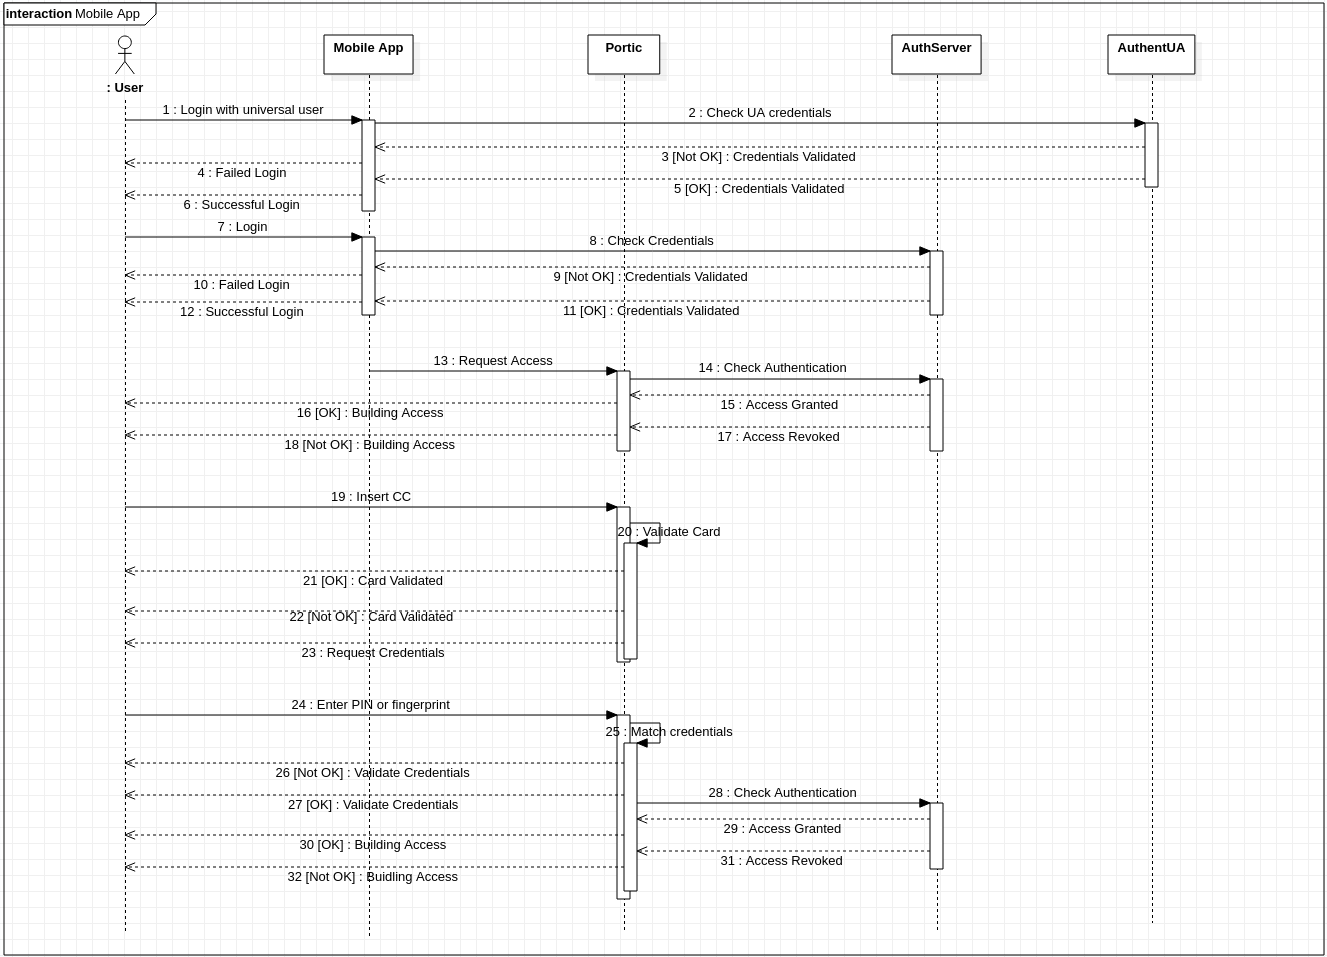 interaction Mobile App
Mobile App
Portic
AuthServer
AuthentUA
: User
1 : Login with universal user
2 : Check UA credentials
3 [Not OK] : Credentials Validated
4 : Failed Login
5 [OK] : Credentials Validated
6 : Successful Login
7 : Login
8 : Check Credentials
9 [Not OK] : Credentials Validated
10 : Failed Login
11 [OK] : Credentials Validated
12 : Successful Login
13 : Request Access
14 : Check Authentication
15 : Access Granted
16 [OK] : Building Access
17 : Access Revoked
18 [Not OK] : Building Access
19 : Insert CC
20 : Validate Card
21 [OK] : Card Validated
22 [Not OK] : Card Validated
23 : Request Credentials
24 : Enter PIN or fingerprint
25 : Match credentials
26 [Not OK] : Validate Credentials
27 [OK] : Validate Credentials
28 : Check Authentication
29 : Access Granted
30 [OK] : Building Access
31 : Access Revoked
32 [Not OK] : Buidling Access